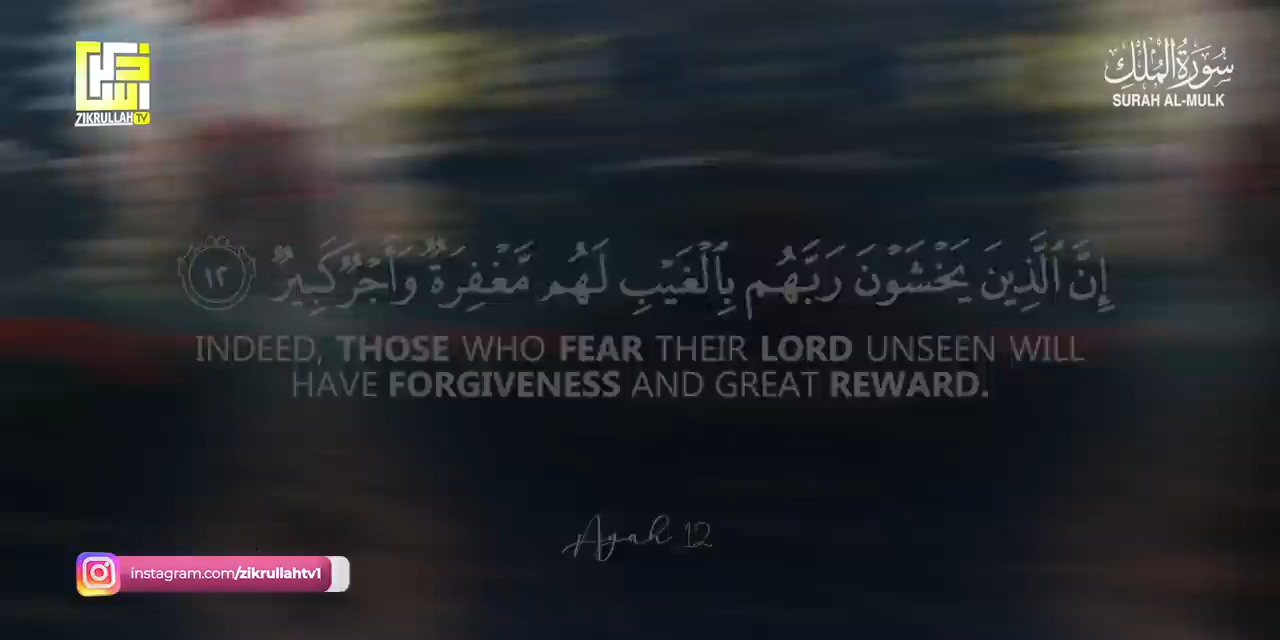 ZIKRULLAH TV
سُورَةُ الْمُلْكِ
SURAH AL-MULK
إِنَّ ٱلَّذِينَ يَخْشَوْنَ رَبَّهُم بِٱلْغَيْبِ لَهُم مَّغْفِرَةٌ وَأَجْرٌ كَبِيرٌ ١٢
INDEED, THOSE WHO FEAR THEIR LORD UNSEEN WILL
HAVE FORGIVENESS AND GREAT REWARD.
Ayah 12
instagram.com/zikrullahtv1